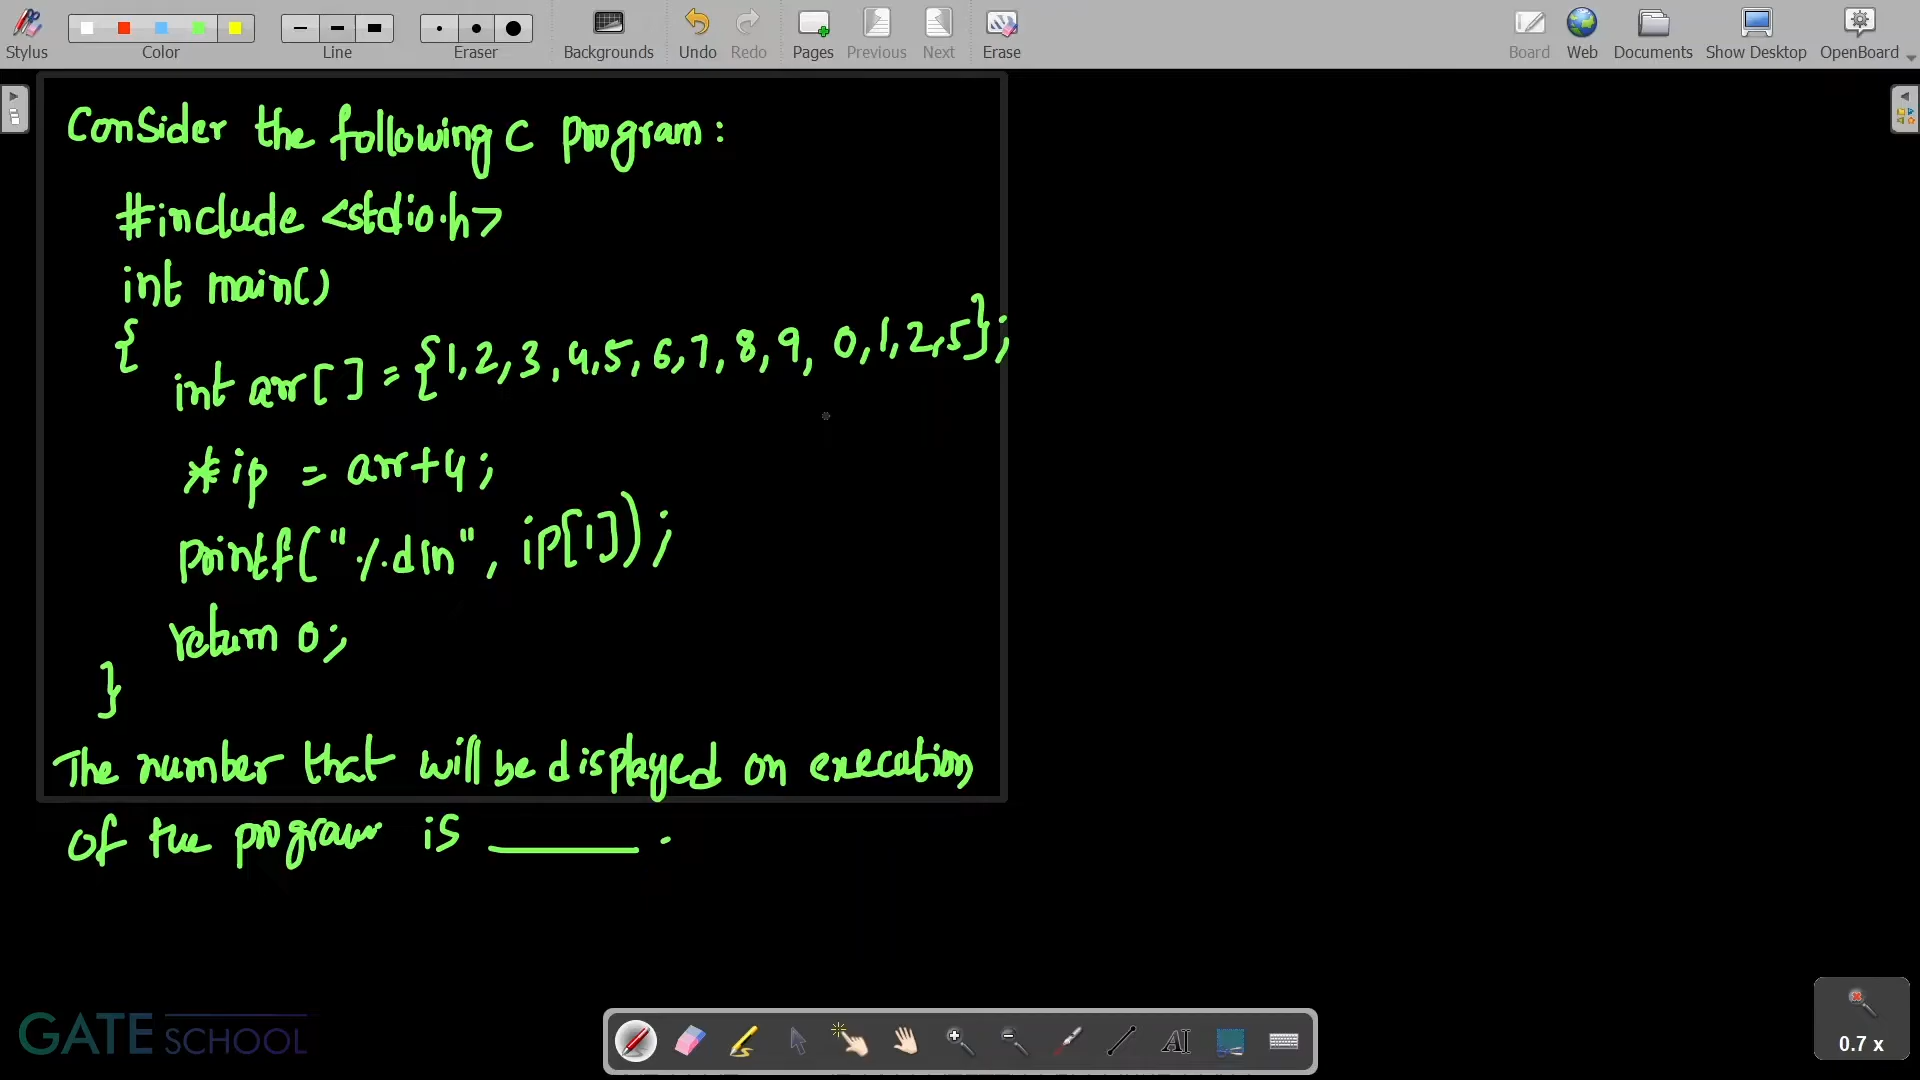 Stylus
Color
Line
Eraser
Backgrounds
Undo
Redo
Pages
Previous
Next
Erase
Board
Web
Documents
Show Desktop
OpenBoard
Consider the following C program:
#include <stdio.h>
int main()
{
int arr[] = {1,2,3,4,5,6,7,8,9,0,1,2,5};
*ip = arr+4;
printf("%d\n", ip[1]);
return 0;
}
The number that will be displayed on execution
of the program is ______ .
GATE SCHOOL
0.7 x